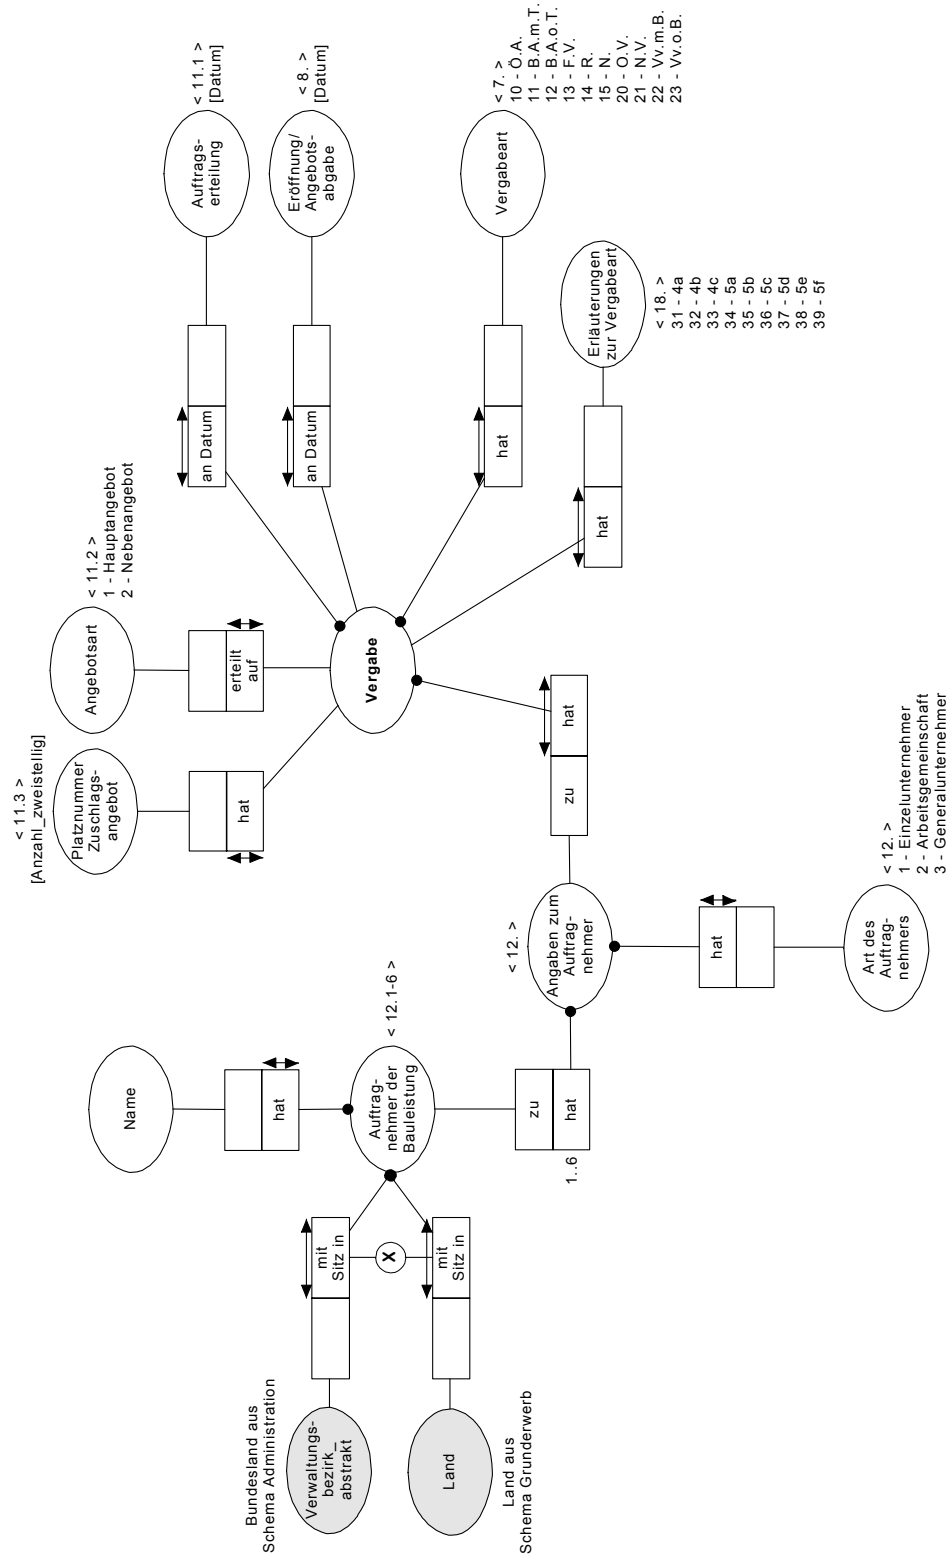 < 11.3 >
[Anzahl_zweistellig]
Platznummer
Zuschlags-
angebot
hat
Angebotsart
< 11.2 >
1 - Hauptangebot
2 - Nebenangebot
erteilt
auf
Auftrags-
erteilung
< 11.1 >
[Datum]
an Datum
Eröffnung/
Angebots-
abgabe
< 8. >
[Datum]
an Datum
Vergabe
Vergabeart
< 7. >
10 - Ö.A.
11 - B.A.m.T.
12 - B.A.o.T.
13 - F.V.
14 - R.
15 - N.
20 - O.V.
21 - N.V.
22 - Vv.m.B.
23 - Vv.o.B.
hat
Erläuterungen
zur Vergabeart
< 18. >
31 - 4a
32 - 4b
33 - 4c
34 - 5a
35 - 5b
36 - 5c
37 - 5d
38 - 5e
39 - 5f
hat
zu
hat
Name
hat
< 12.1-6 >
Auftrag-
nehmer der
Bauleistung
< 12. >
Angaben zum
Auftrag-
nehmer
zu
hat
1..6
hat
Art des
Auftrag-
nehmers
< 12. >
1 - Einzelunternehmer
2 - Arbeitsgemeinschaft
3 - Generalunternehmer
Bundesland aus
Schema Administration
Verwaltungs-
bezirk_
abstrakt
mit
Sitz in
X
mit
Sitz in
Land
Land aus
Schema Grunderwerb